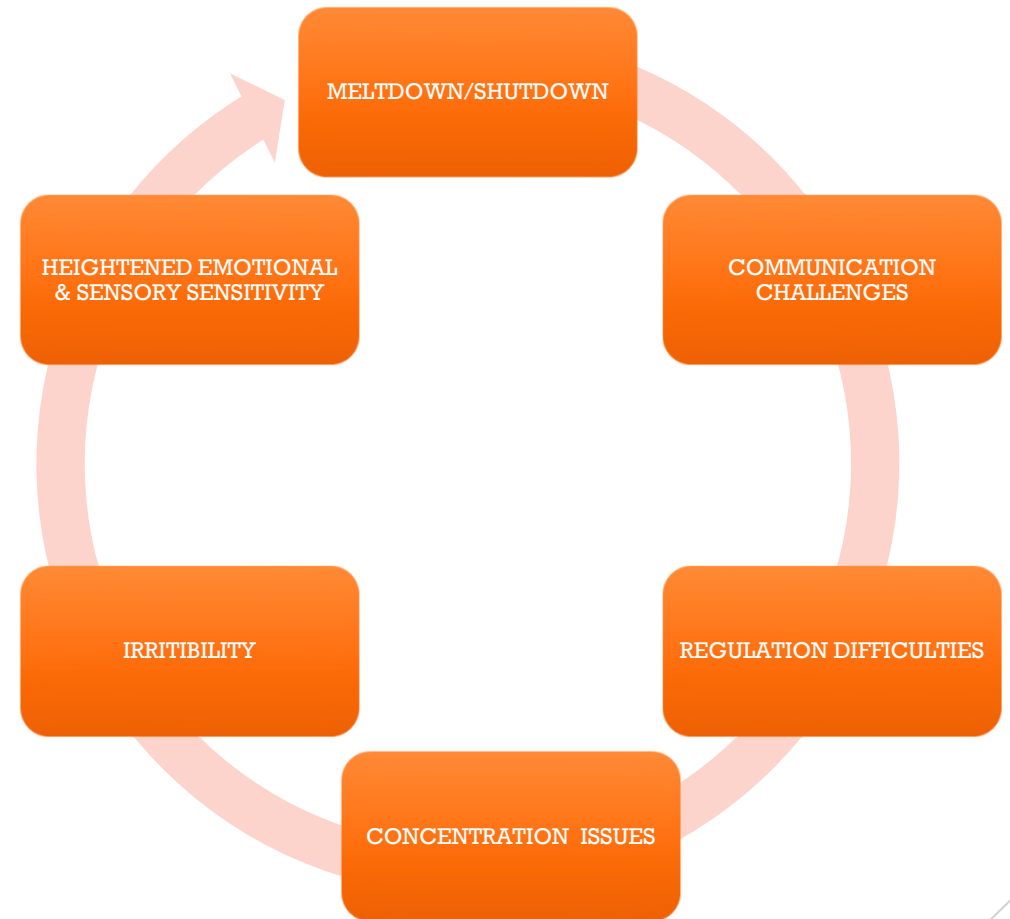 MELTDOWN/SHUTDOWN
COMMUNICATION
CHALLENGES
REGULATION DIFFICULTIES
CONCENTRATION  ISSUES
IRRITIBILITY
HEIGHTENED EMOTIONAL
& SENSORY SENSITIVITY